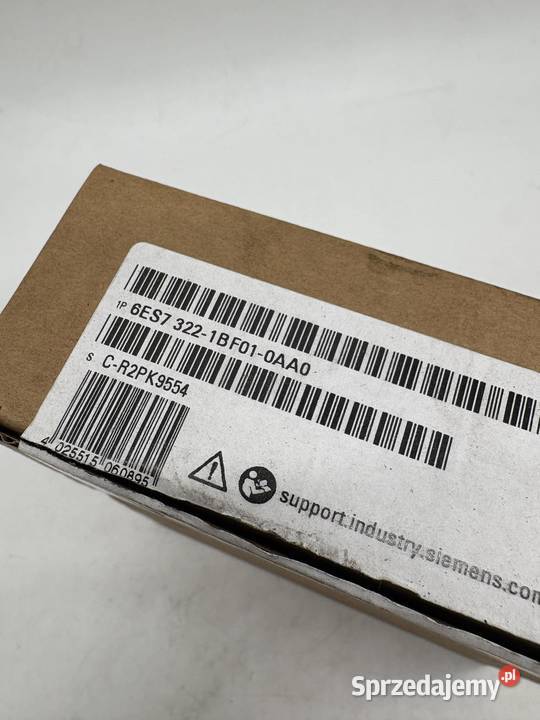 1P 6ES7 322-1BF01-0AA0
S C-R2PK9554
4 025515 060895
support.industry.siemens.com
Sprzedajemy.pl